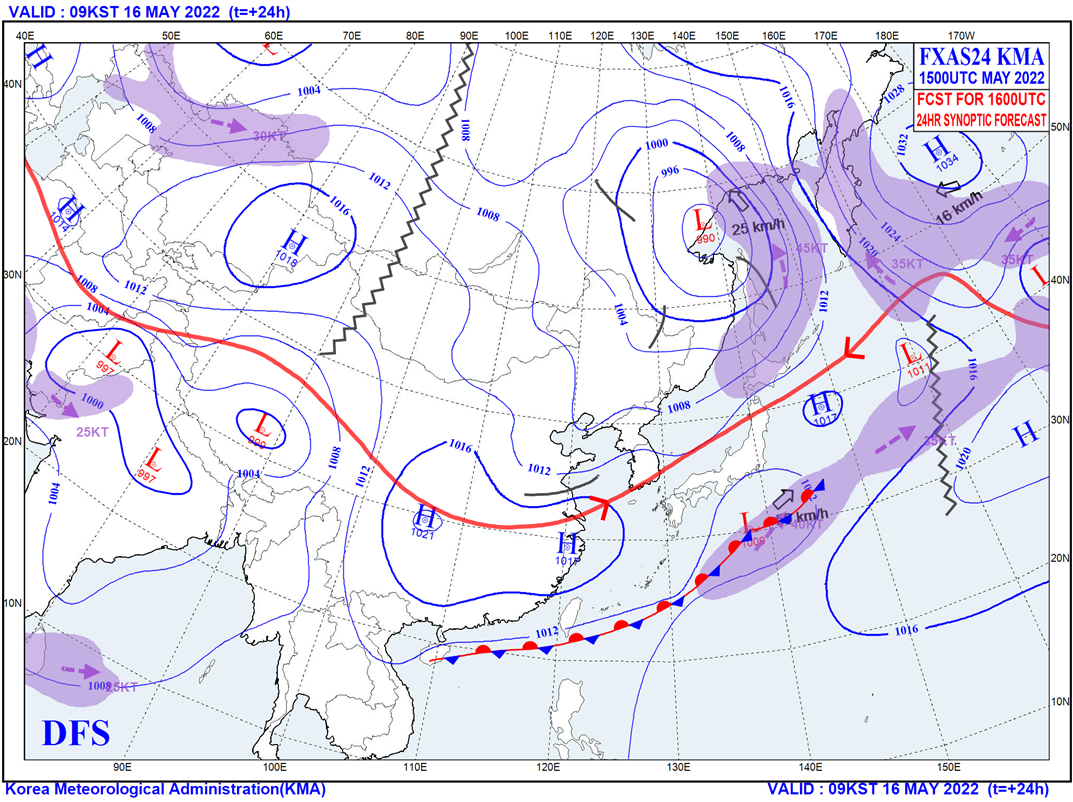 VALID : 09KST 16 MAY 2022 (t=+24h)
40E 50E 60E 70E 80E 90E 100E 110E 120E 130E 140E 150E 160E 170E 180E 170W
FXAS24 KMA
1500UTC MAY 2022
FCST FOR 1600UTC
24HR SYNOPTIC FORECAST
H
L
40N
1004
1016
1028
1008
30KT
1008
1000
1008
1032
H
1034
50N
996
1012
H
1014
1016
1008
L
990
25 km/h
16 km/h
H
1018
1024
1020
45KT
35KT
35KT
30N
1008
1012
1004
1004
1012
L
40N
L
997
L
1011
1016
1000
25KT
1008
H
1017
30N
L
999
20N
L
997
1016
1008
1012
1012
35KT
H
1020
1004
1004
H
1021
L
1009
km/h
40KT
H
20N
10N
1012
1016
1008
25KT
10N
DFS
90E 100E 110E 120E 130E 140E 150E
Korea Meteorological Administration(KMA)
VALID : 09KST 16 MAY 2022 (t=+24h)